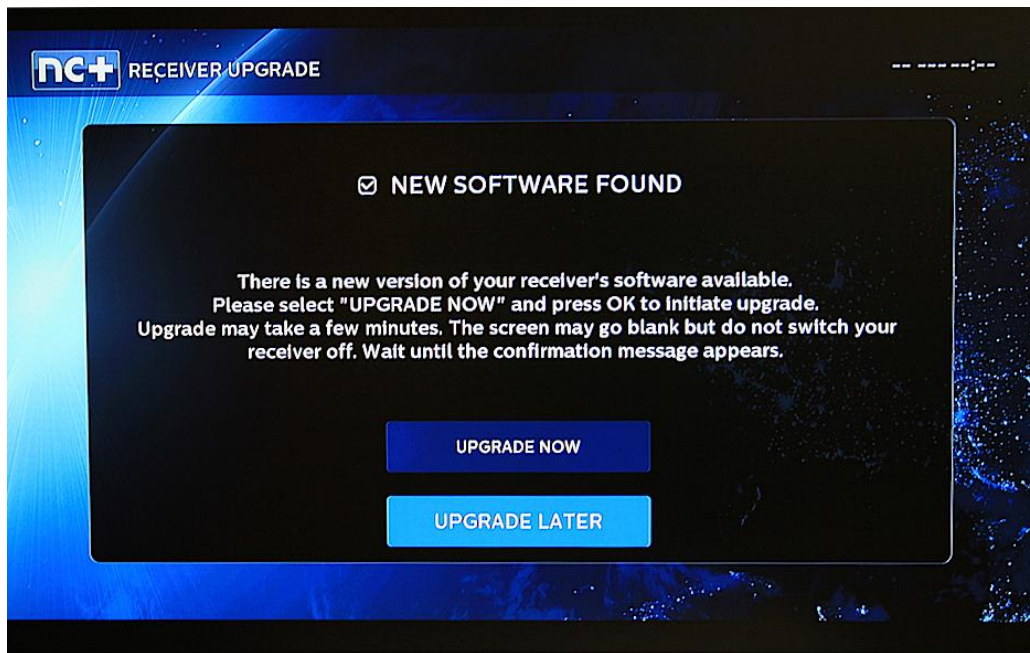 nc+ RECEIVER UPGRADE
-- -- ---- --:--
NEW SOFTWARE FOUND
There is a new version of your receiver's software available.
Please select "UPGRADE NOW" and press OK to initiate upgrade.
Upgrade may take a few minutes. The screen may go blank but do not switch your
receiver off. Wait until the confirmation message appears.
UPGRADE NOW
UPGRADE LATER